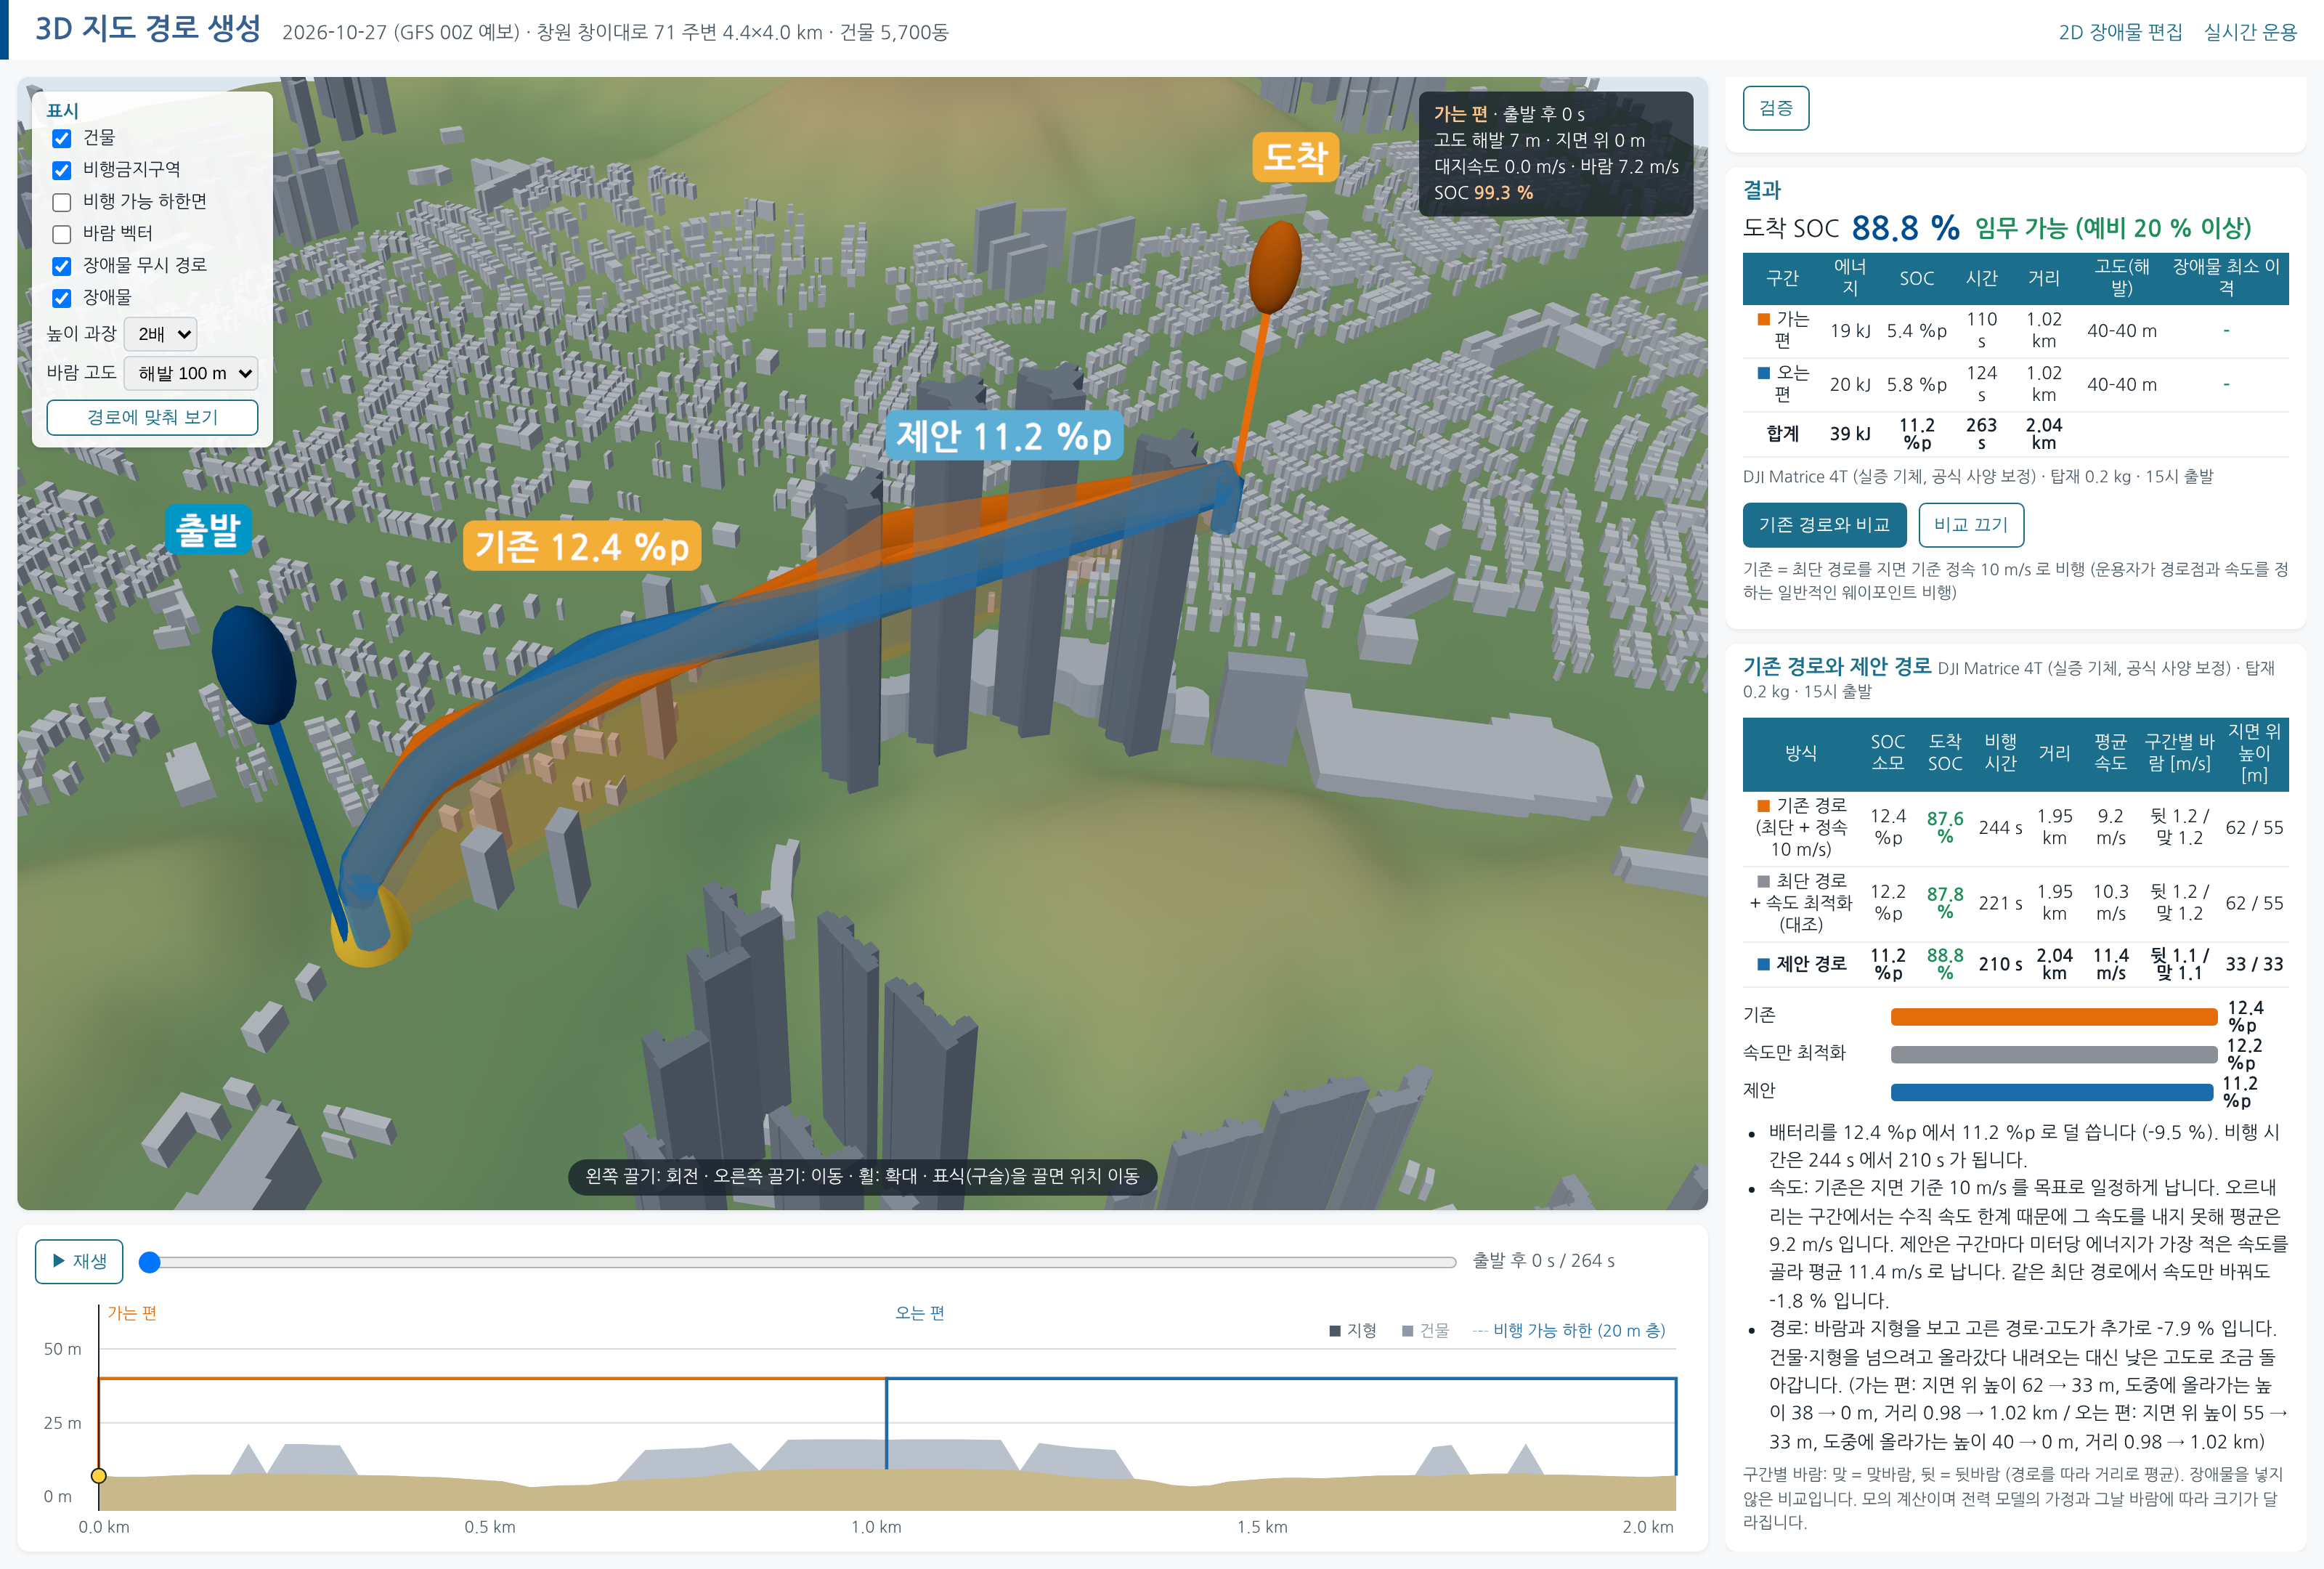 3D 지도 경로 생성 2026-10-27 (GFS 00Z 예보) · 창원 창이대로 71 주변 4.4×4.0 km · 건물 5,700동
2D 장애물 편집 실시간 운용
표시
건물
비행금지구역
비행 가능 하한면
바람 벡터
장애물 무시 경로
장애물
높이 과장 2배
바람 고도 해발 100 m
경로에 맞춰 보기
가는 편 · 출발 후 0 s
고도 해발 7 m · 지면 위 0 m
대지속도 0.0 m/s · 바람 7.2 m/s
SOC 99.3 %
도착
제안 11.2 %p
출발
기존 12.4 %p
왼쪽 끌기: 회전 · 오른쪽 끌기: 이동 · 휠: 확대 · 표식(구슬)을 끌면 위치 이동
▶ 재생
출발 후 0 s / 264 s
가는 편
오는 편
■ 지형 ■ 건물 --- 비행 가능 하한 (20 m 층)
50 m
25 m
0 m
0.0 km 0.5 km 1.0 km 1.5 km 2.0 km
검증
결과
도착 SOC 88.8 % 임무 가능 (예비 20 % 이상)
구간 에너지 SOC 시간 거리 고도(해발) 장애물 최소 이격
가는 편 19 kJ 5.4 %p 110 s 1.02 km 40-40 m -
오는 편 20 kJ 5.8 %p 124 s 1.02 km 40-40 m -
합계 39 kJ 11.2 %p 263 s 2.04 km
DJI Matrice 4T (실증 기체, 공식 사양 보정) · 탑재 0.2 kg · 15시 출발
기존 경로와 비교
비교 끄기
기존 = 최단 경로를 지면 기준 정속 10 m/s 로 비행 (운용자가 경로점과 속도를 정
하는 일반적인 웨이포인트 비행)
기존 경로와 제안 경로 DJI Matrice 4T (실증 기체, 공식 사양 보정) · 탑재
0.2 kg · 15시 출발
방식 SOC 소모 도착 SOC 비행 시간 거리 평균 속도 구간별 바람 [m/s] 지면 위 높이 [m]
기존 경로 (최단 + 정속 10 m/s) 12.4 %p 87.6 % 244 s 1.95 km 9.2 m/s 뒷 1.2 / 맞 1.2 62 / 55
최단 경로 + 속도 최적화 (대조) 12.2 %p 87.8 % 221 s 1.95 km 10.3 m/s 뒷 1.2 / 맞 1.2 62 / 55
제안 경로 11.2 %p 88.8 % 210 s 2.04 km 11.4 m/s 뒷 1.1 / 맞 1.1 33 / 33
기존 12.4 %p
속도만 최적화 12.2 %p
제안 11.2 %p
• 배터리를 12.4 %p 에서 11.2 %p 로 덜 씁니다 (-9.5 %). 비행 시
간은 244 s 에서 210 s 가 됩니다.
• 속도: 기존은 지면 기준 10 m/s 를 목표로 일정하게 납니다. 오르내
리는 구간에서는 수직 속도 한계 때문에 그 속도를 내지 못해 평균은
9.2 m/s 입니다. 제안은 구간마다 미터당 에너지가 가장 적은 속도를
골라 평균 11.4 m/s 로 납니다. 같은 최단 경로에서 속도만 바꿔도
-1.8 % 입니다.
• 경로: 바람과 지형을 보고 고른 경로·고도가 추가로 -7.9 % 입니다.
건물·지형을 넘으려고 올라갔다 내려오는 대신 낮은 고도로 조금 돌
아갑니다. (가는 편: 지면 위 높이 62 → 33 m, 도중에 올라가는 높
이 38 → 0 m, 거리 0.98 → 1.02 km / 오는 편: 지면 위 높이 55 →
33 m, 도중에 올라가는 높이 40 → 0 m, 거리 0.98 → 1.02 km)
구간별 바람: 맞 = 맞바람, 뒷 = 뒷바람 (경로를 따라 거리로 평균). 장애물을 넣지
않은 비교입니다. 모의 계산이며 전력 모델의 가정과 그날 바람에 따라 크기가 달
라집니다.